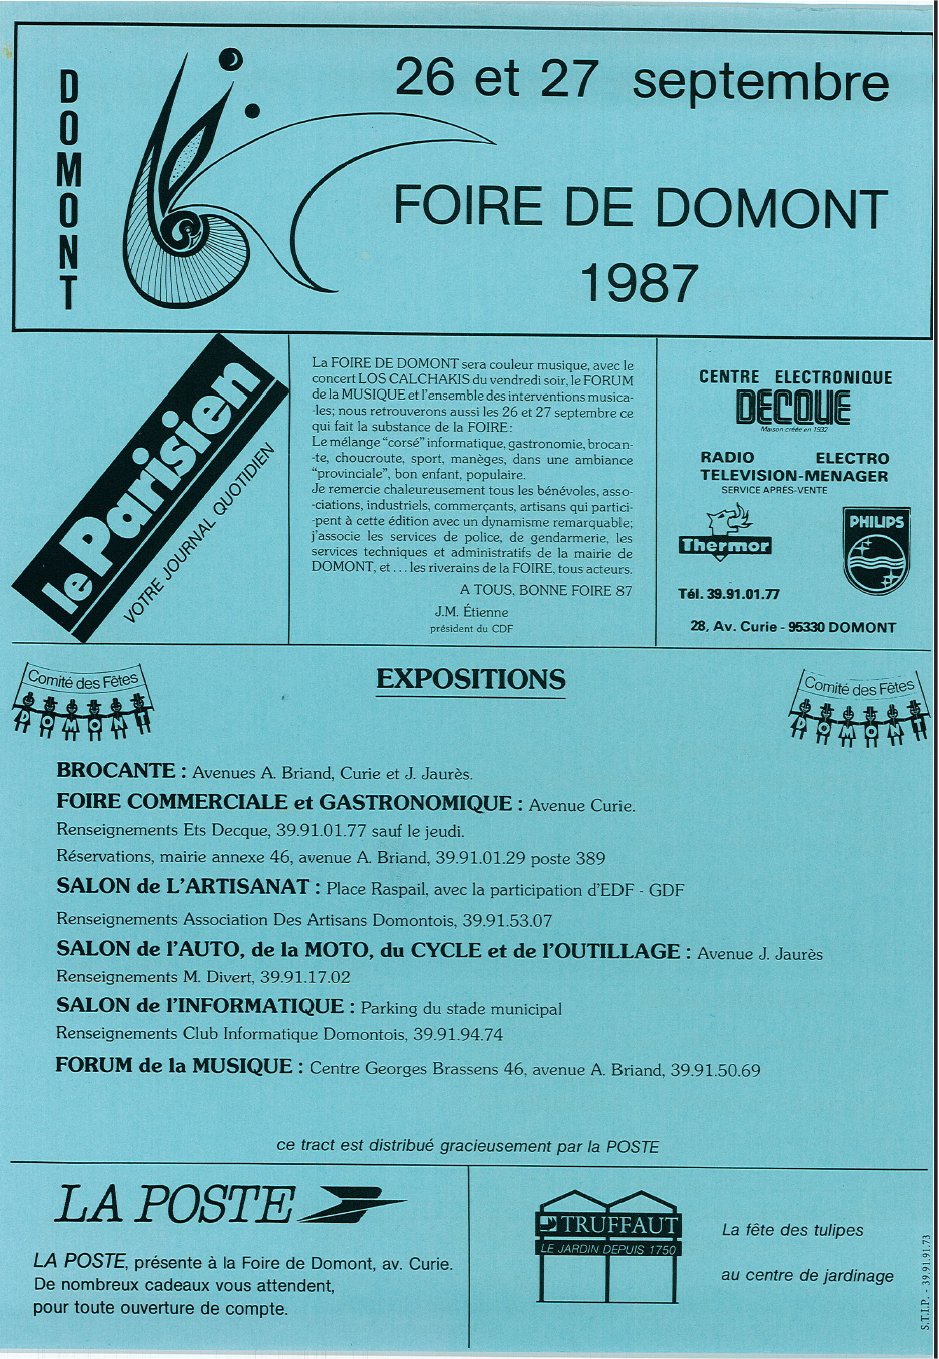 DOMONT
26 et 27 septembre
FOIRE DE DOMONT
1987
le Parisien
VOTRE JOURNAL QUOTIDIEN
La FOIRE DE DOMONT sera couleur musique, avec le
concert LOS CALCHAKIS du vendredi soir, le FORUM
de la MUSIQUE et l'ensemble des interventions musica-
-les; nous retrouverons aussi les 26 et 27 septembre ce
qui fait la substance de la FOIRE:
Le mélange "corsé" informatique, gastronomie, brocan-
-te, choucroute, sport, manèges, dans une ambiance
"provinciale", bon enfant, populaire.
Je remercie chaleureusement tous les bénévoles, asso-
-ciations, industriels, commerçants, artisans qui partici-
-pent à cette édition avec un dynamisme remarquable;
j'associe les services de police, de gendarmerie, les
services techniques et administratifs de la mairie de
DOMONT, et ... les riverains de la FOIRE, tous acteurs.
A TOUS, BONNE FOIRE 87
J.M. Étienne
président du CDF
CENTRE ELECTRONIQUE
DECQUE
Maison créée en 1932
RADIO ELECTRO
TELEVISION-MENAGER
SERVICE APRES-VENTE
Thermor
PHILIPS
Tél. 39.91.01.77
28, Av. Curie - 95330 DOMONT
Comité des Fêtes
DOMONT
EXPOSITIONS
Comité des Fêtes
DOMONT
BROCANTE : Avenues A. Briand, Curie et J. Jaurès.
FOIRE COMMERCIALE et GASTRONOMIQUE : Avenue Curie.
Renseignements Ets Decque, 39.91.01.77 sauf le jeudi.
Réservations, mairie annexe 46, avenue A. Briand, 39.91.01.29 poste 389
SALON de L'ARTISANAT : Place Raspail, avec la participation d'EDF - GDF
Renseignements Association Des Artisans Domontois, 39.91.53.07
SALON de l'AUTO, de la MOTO, du CYCLE et de l'OUTILLAGE : Avenue J. Jaurès
Renseignements M. Divert, 39.91.17.02
SALON de l'INFORMATIQUE : Parking du stade municipal
Renseignements Club Informatique Domontois, 39.91.94.74
FORUM de la MUSIQUE : Centre Georges Brassens 46, avenue A. Briand, 39.91.50.69
ce tract est distribué gracieusement par la POSTE
LA POSTE
LA POSTE, présente à la Foire de Domont, av. Curie.
De nombreux cadeaux vous attendent,
pour toute ouverture de compte.
TRUFFAUT
LE JARDIN DEPUIS 1750
La fête des tulipes
au centre de jardinage
S.T.I.P. - 39.91.91.73